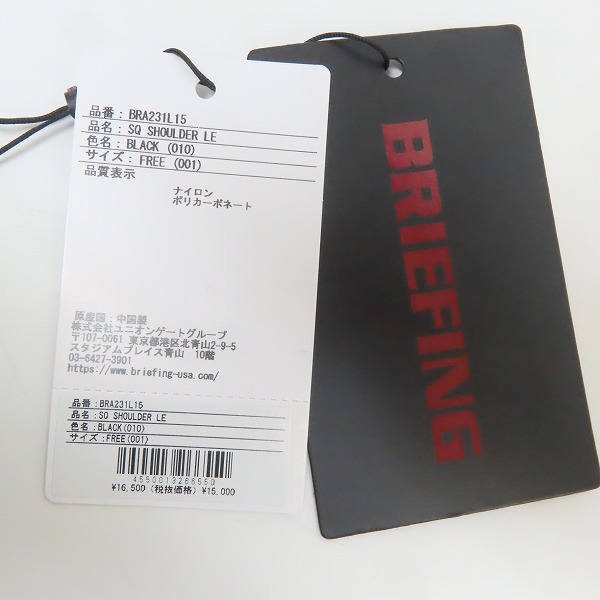 品番: BRA231L15
品名: SQ SHOULDER LE
色名: BLACK (010)
サイズ: FREE (001)
品質表示
ナイロン
ポリカーボネート
原産国: 中国製
株式会社ユニオンゲートグループ
〒107-0061 東京都港区北青山2-9-5
スタジアムプレイス青山 10階
03-6427-3901
https://www.briefing-usa.com/
品番: BRA231L15
品名: SQ SHOULDER LE
色名: BLACK(010)
サイズ: FREE(001)
4550013266550
¥16,500 (税抜価格) ¥15,000
BRIEFING